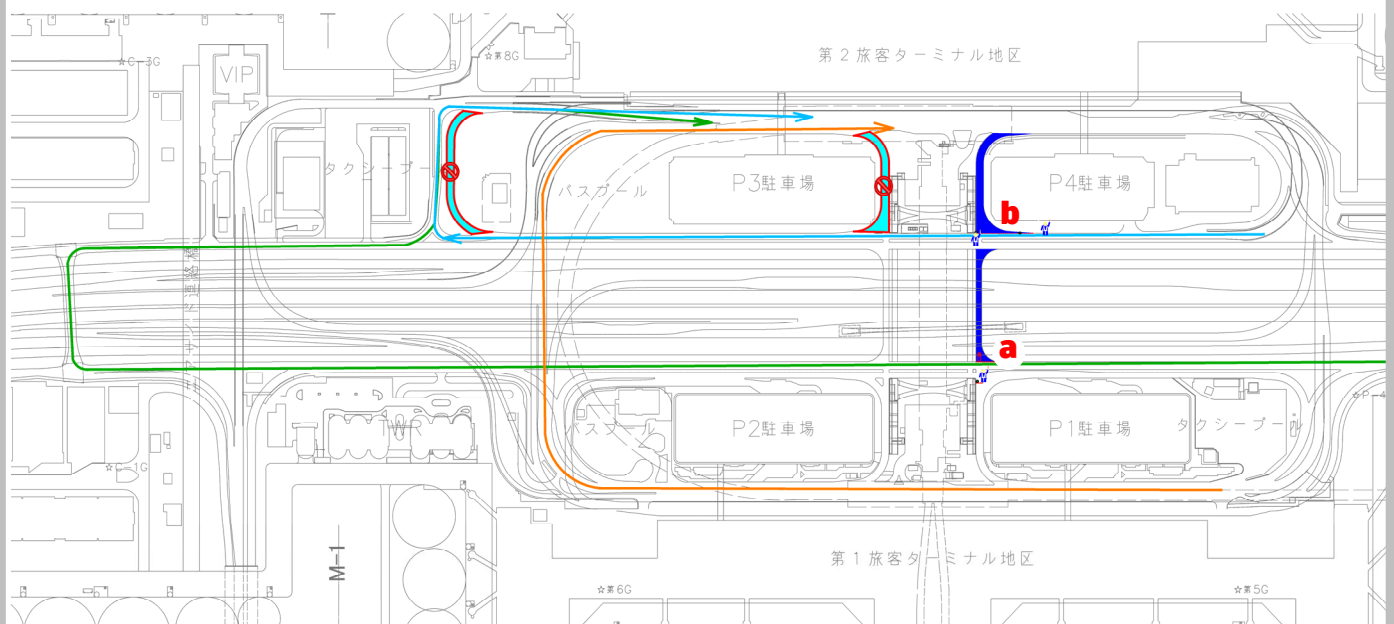 第2旅客ターミナル地区
☆第8G
☆C-3G
VIP
タクシープー
バスプール
P3駐車場
P4駐車場
b
a
バスプール
P2駐車場
P1駐車場
タクシープール
TWR
☆P-4
☆C-1G
M-1
第1旅客ターミナル地区
☆第6G
☆第5G